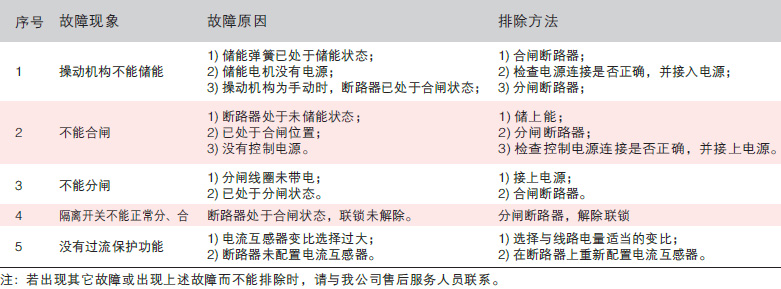 序号 故障现象 故障原因 排除方法
1 操动机构不能储能
1) 储能弹簧已处于储能状态；
2) 储能电机没有电源；
3) 操动机构为手动时，断路器已处于合闸状态；
1) 合闸断路器；
2) 检查电源连接是否正确，并接入电源；
3) 分闸断路器；
2 不能合闸
1) 断路器处于未储能状态；
2) 已处于合闸位置；
3) 没有控制电源。
1) 储上能；
2) 分闸断路器；
3) 检查控制电源连接是否正确，并接上电源。
3 不能分闸
1) 分闸线圈未带电；
2) 已处于分闸状态。
1) 接上电源；
2) 合闸断路器。
4 隔离开关不能正常分、合 断路器处于合闸状态，联锁未解除。 分闸断路器，解除联锁
5 没有过流保护功能
1) 电流互感器变比选择过大；
2) 断路器未配置电流互感器。
1) 选择与线路电量适当的变比；
2) 在断路器上重新配置电流互感器。
注：若出现其它故障或出现上述故障而不能排除时，请与我公司售后服务人员联系。